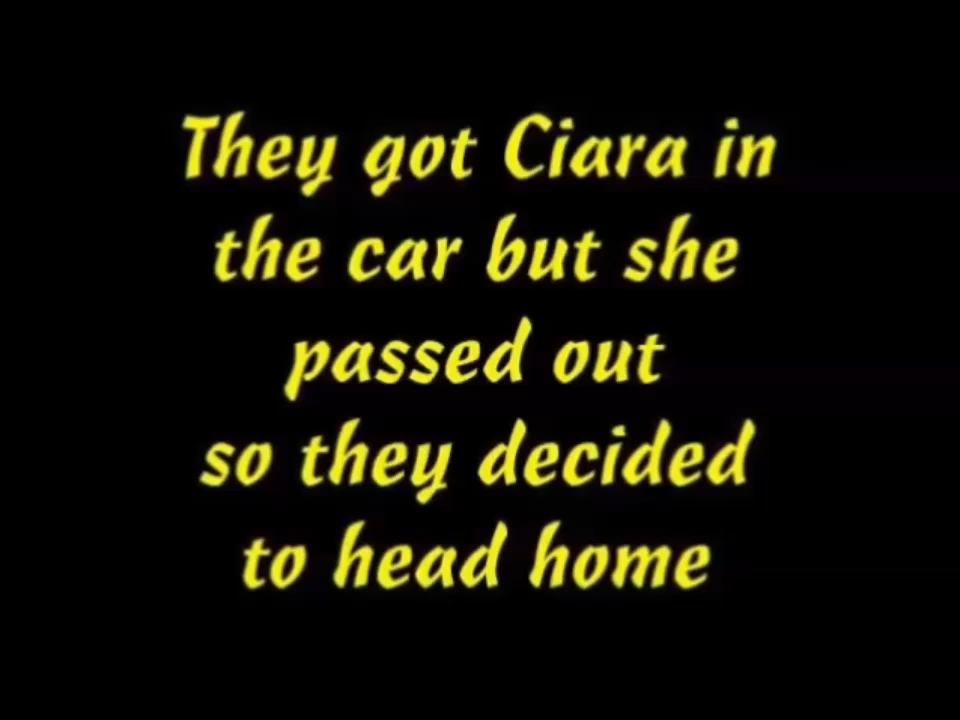 They got Ciara in
the car but she
passed out
so they decided
to head home